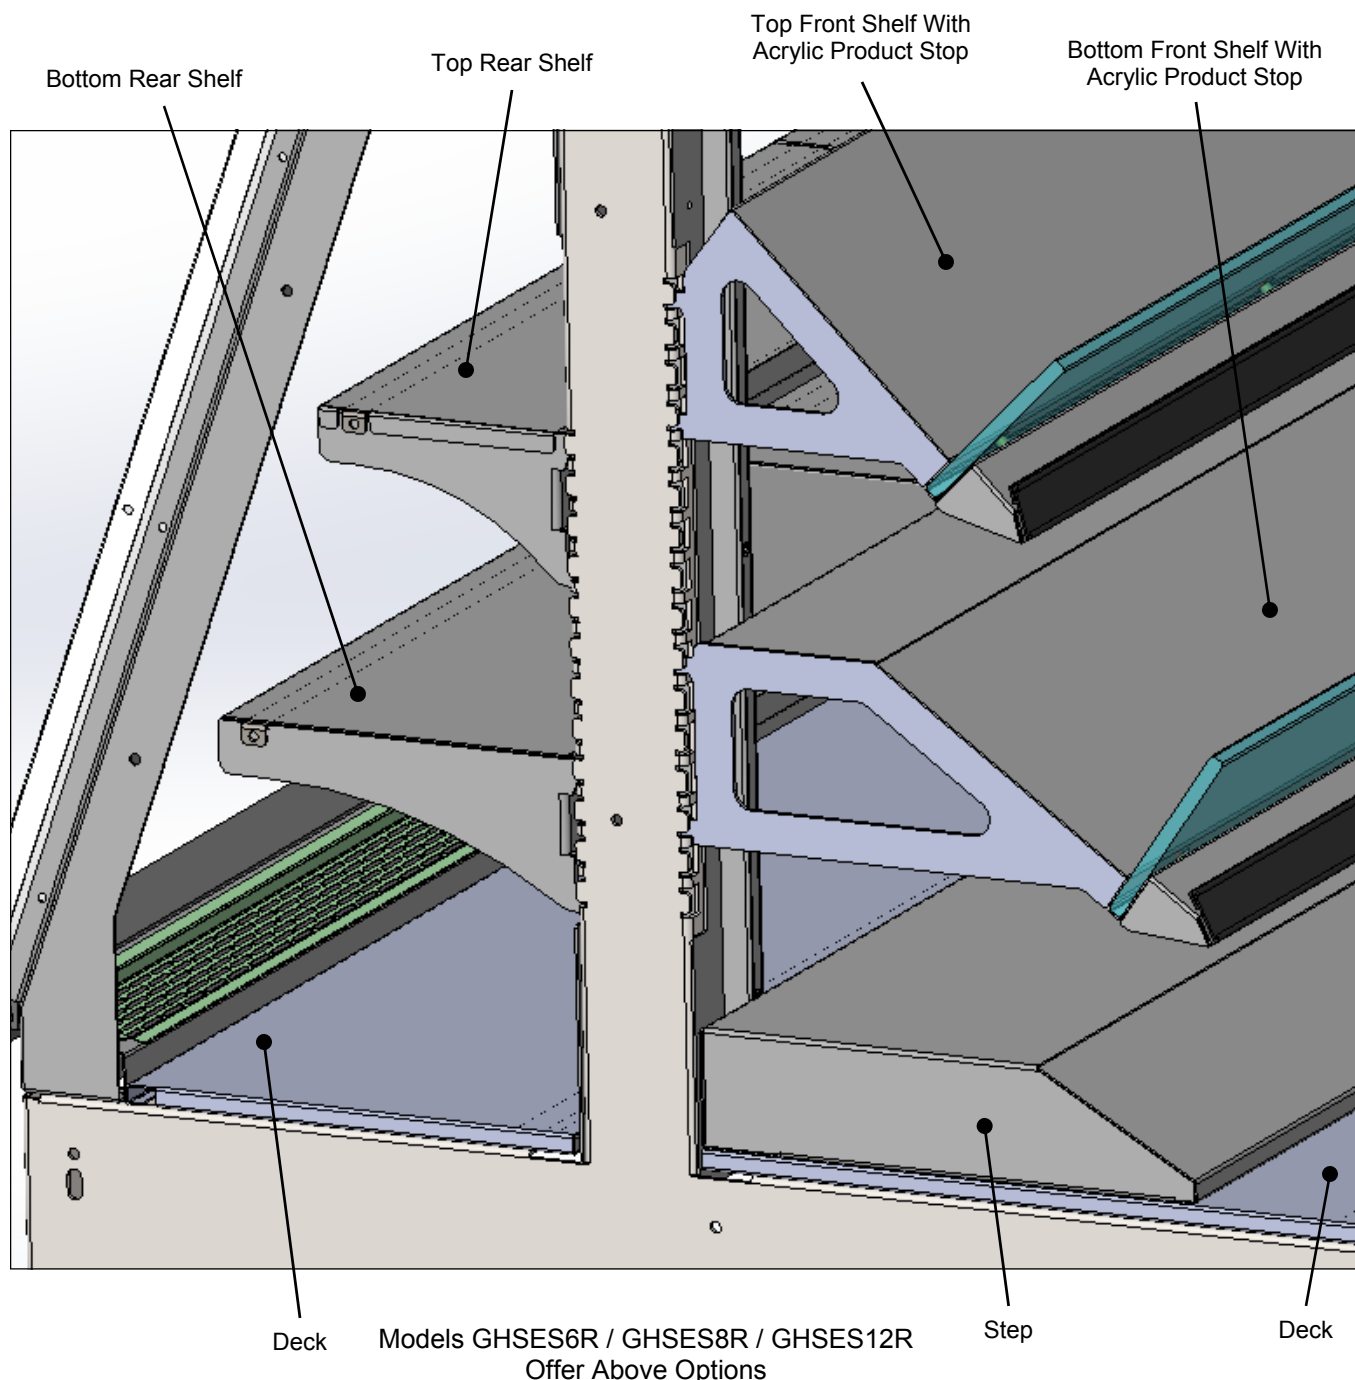 Top Front Shelf With
Acrylic Product Stop
Bottom Front Shelf With
Acrylic Product Stop
Top Rear Shelf
Bottom Rear Shelf
Deck
Models GHSES6R / GHSES8R / GHSES12R
Offer Above Options
Step
Deck